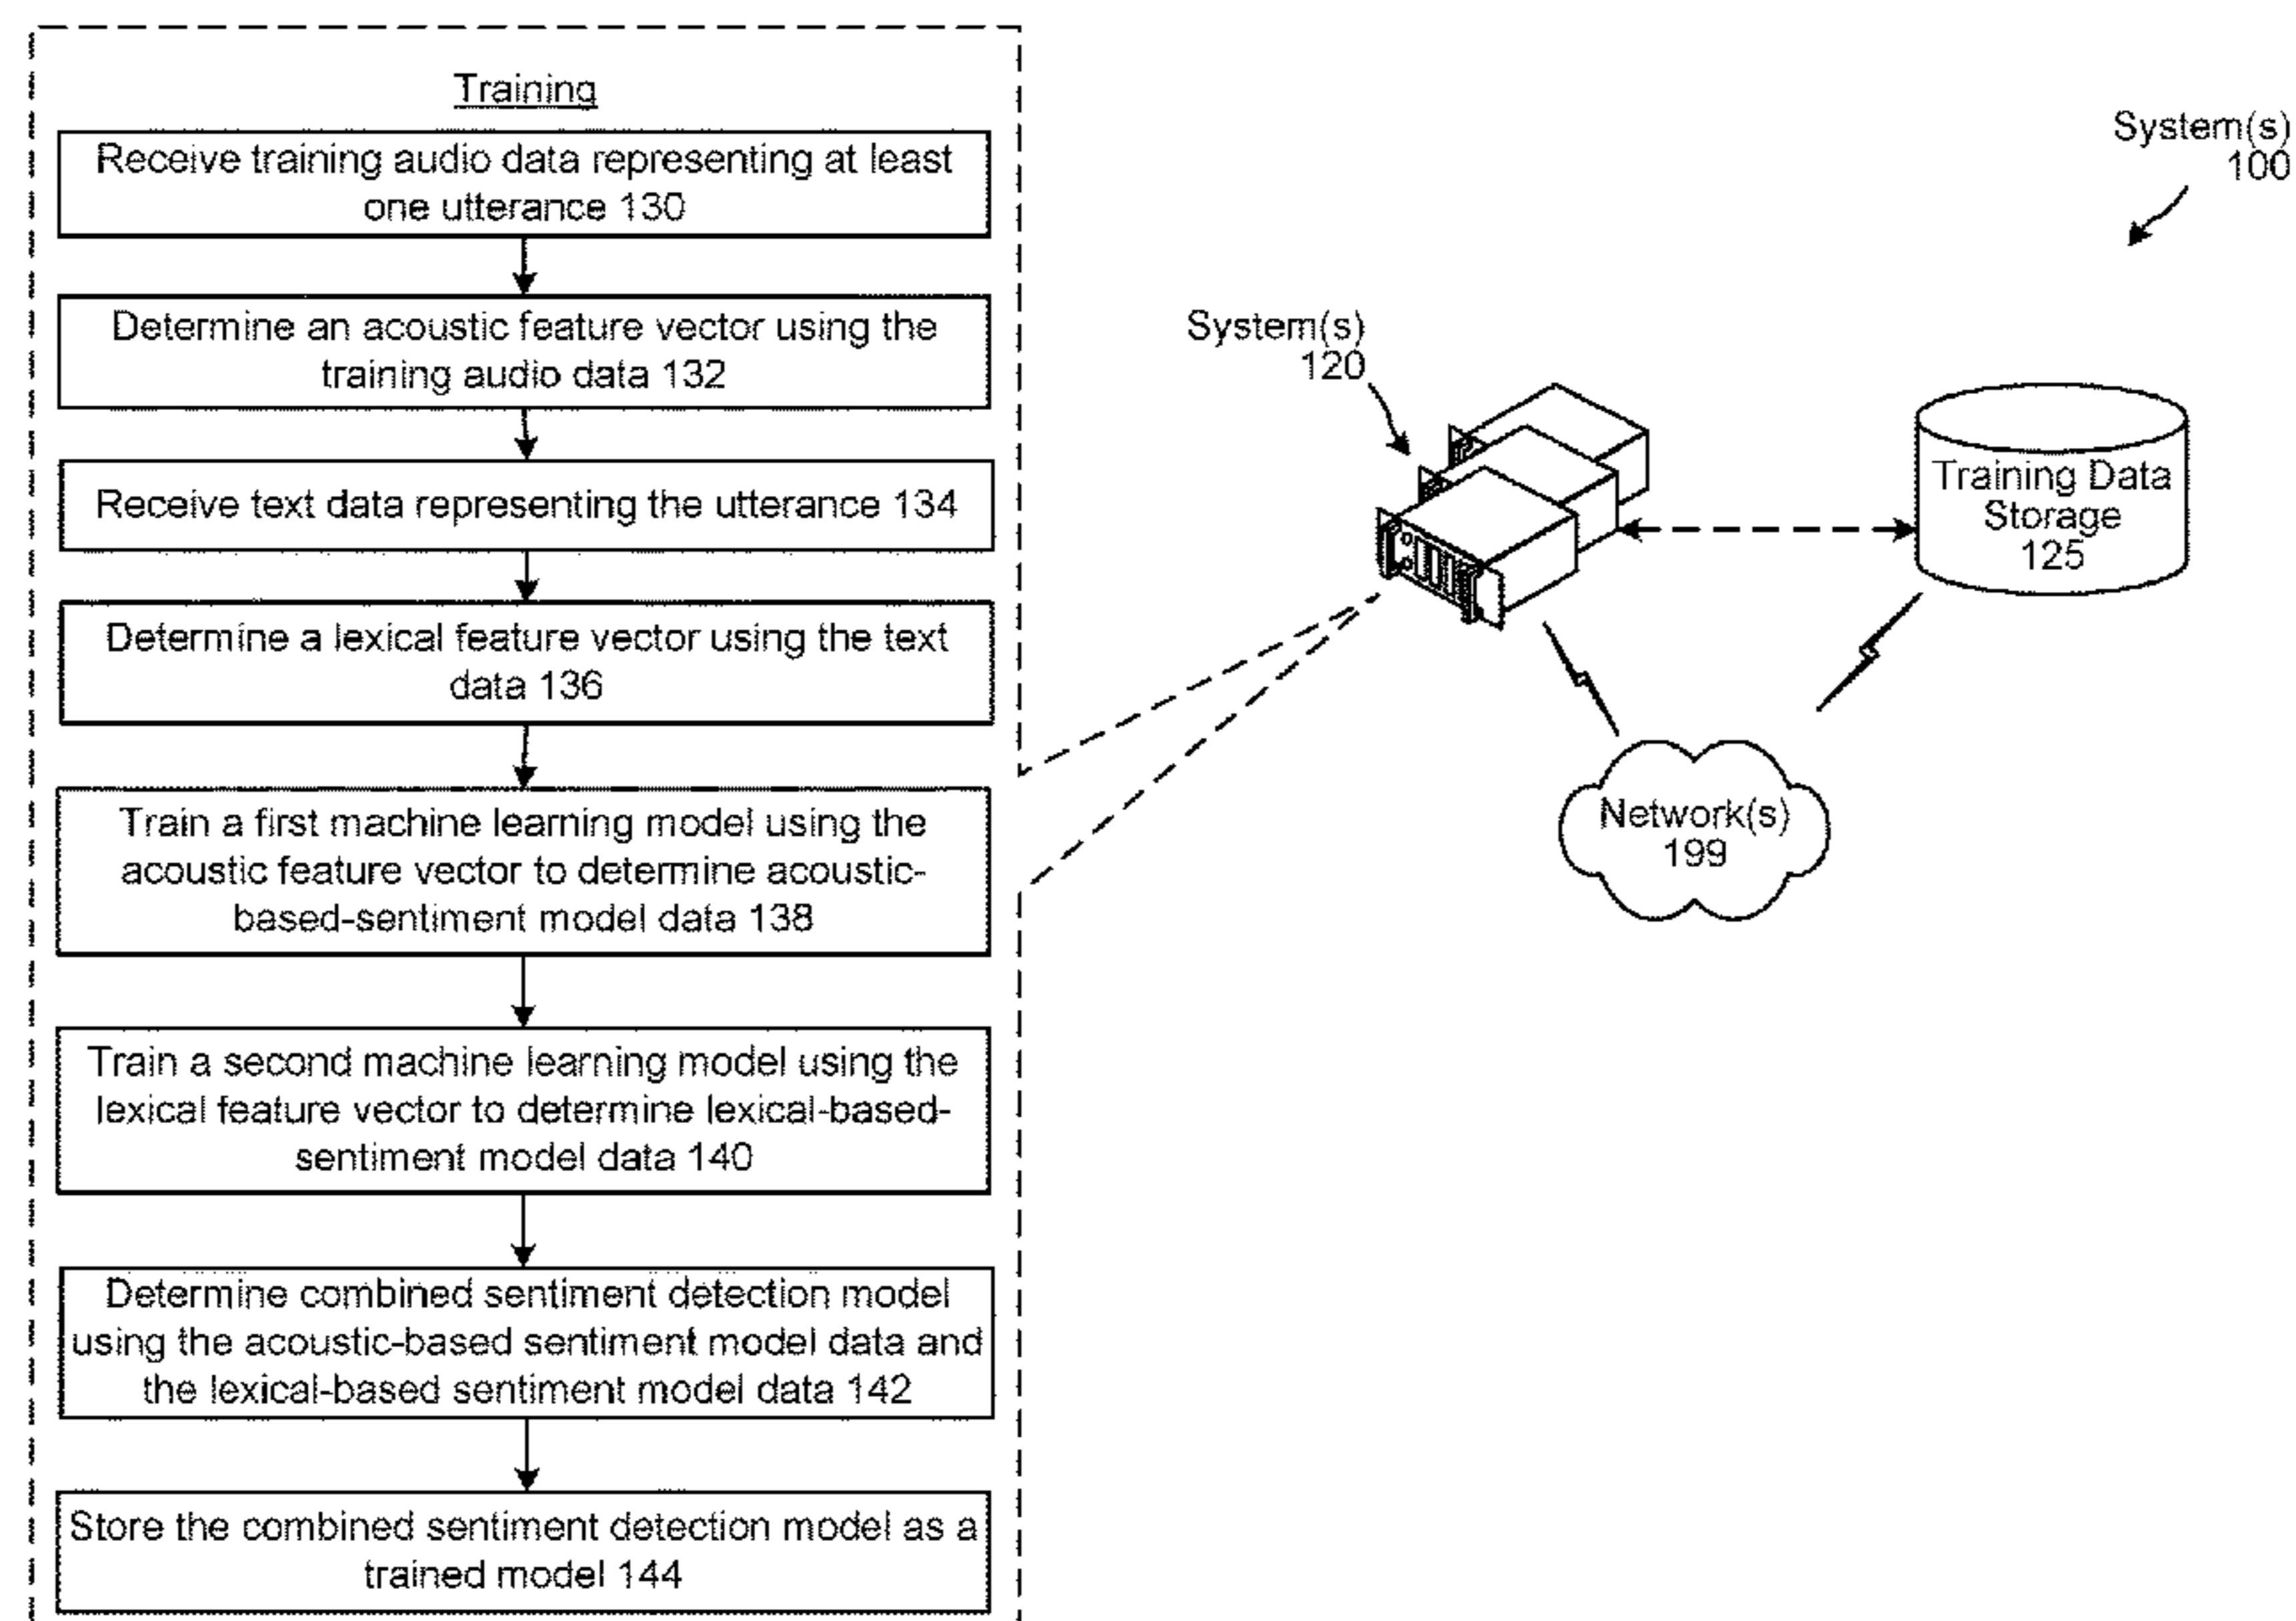 Training
Receive training audio data representing at least
one utterance 130
Determine an acoustic feature vector using the
training audio data 132
Receive text data representing the utterance 134
Determine a lexical feature vector using the text
data 136
Train a first machine learning model using the
acoustic feature vector to determine acoustic-
based-sentiment model data 138
Train a second machine learning model using the
lexical feature vector to determine lexical-based-
sentiment model data 140
Determine combined sentiment detection model
using the acoustic-based sentiment model data and
the lexical-based sentiment model data 142
Store the combined sentiment detection model as a
trained model 144
System(s)
100
System(s)
120
Training Data
Storage
125
Network(s)
199